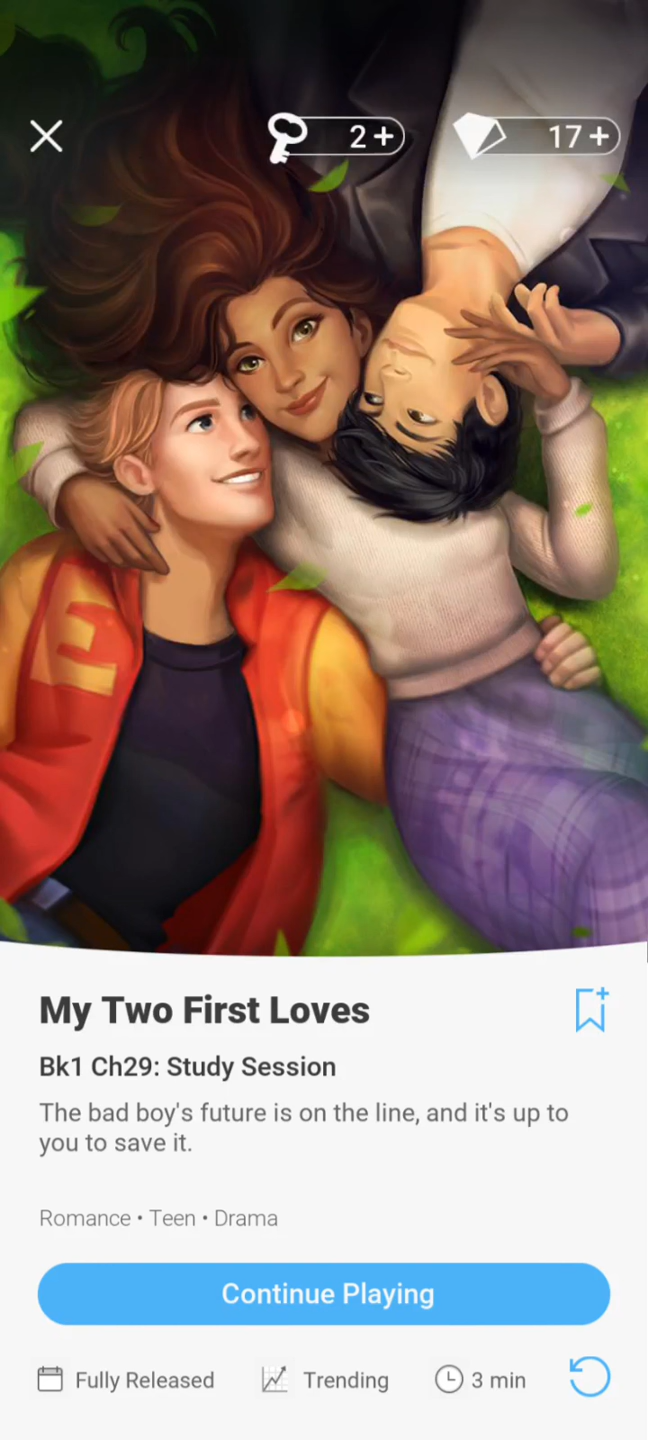 2+
17+
E
My Two First Loves
Bk1 Ch29: Study Session
The bad boy's future is on the line, and it's up to
you to save it.
Romance • Teen • Drama
Continue Playing
Fully Released
Trending
3 min